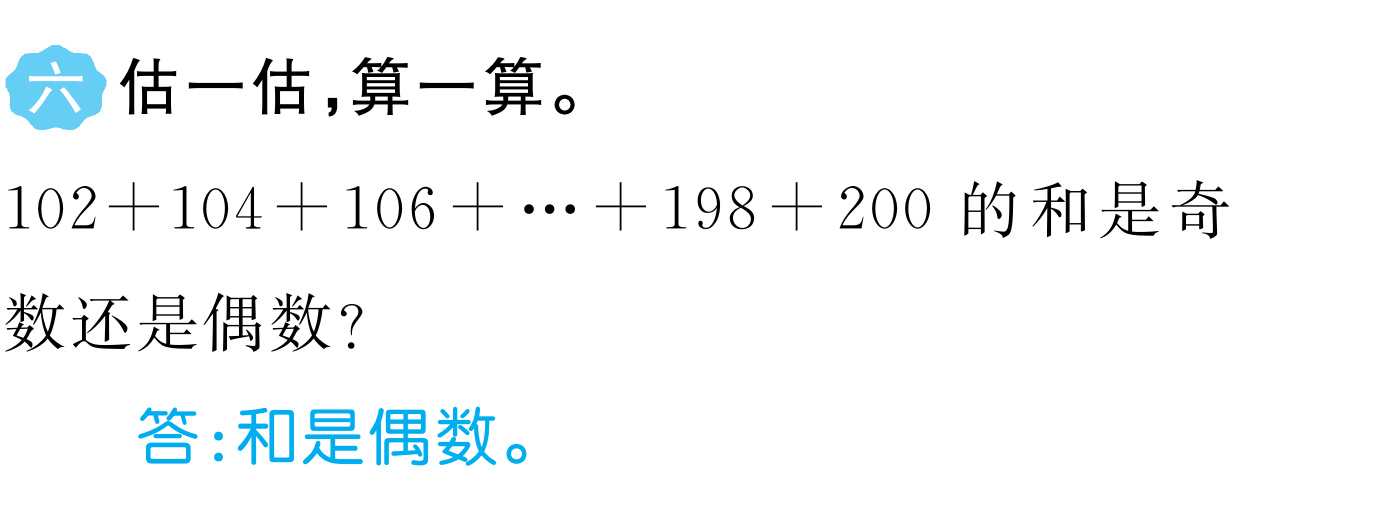 六 估一估,算一算。
102+104+106+…+198+200 的和是奇
数还是偶数?
答:和是偶数。